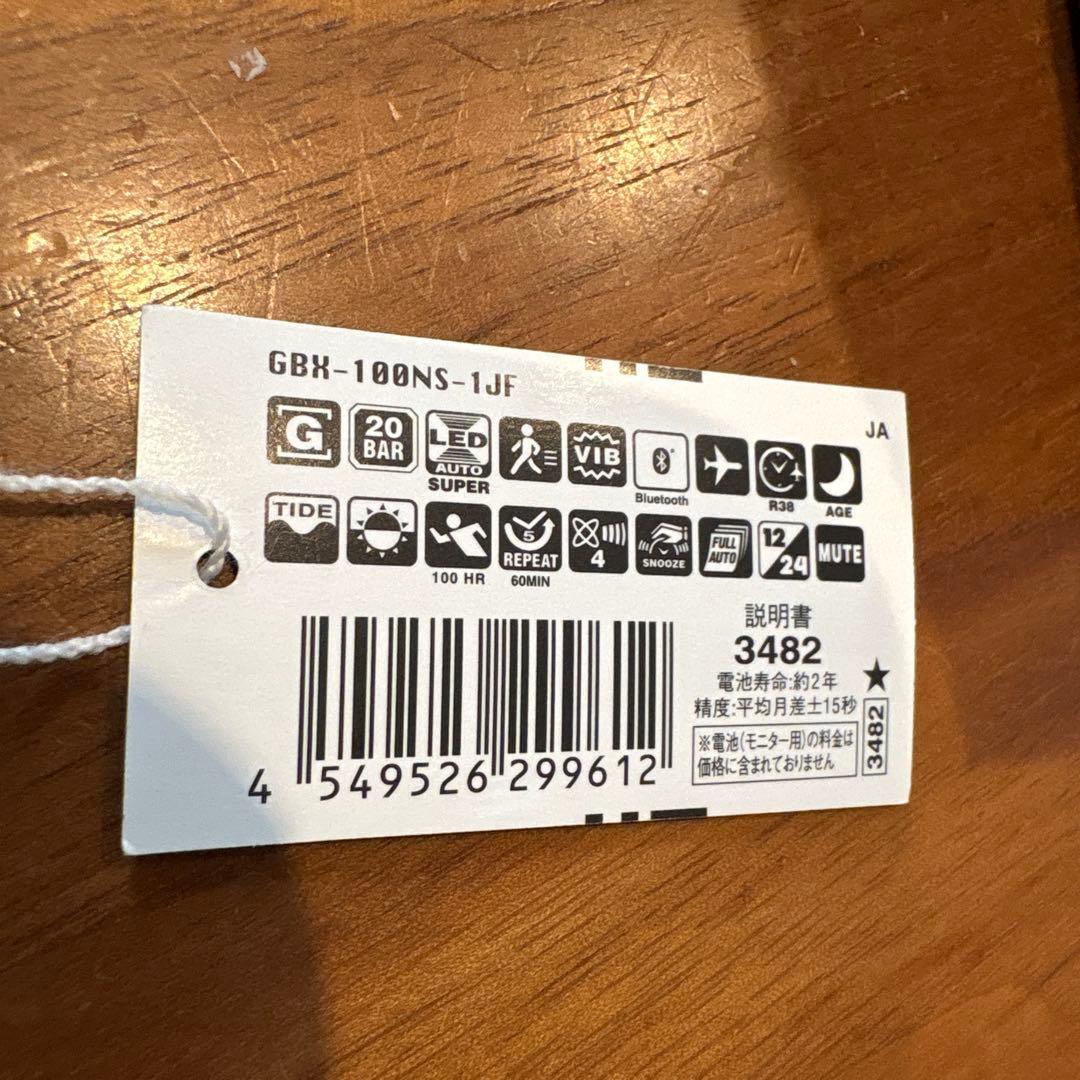 GBX-100NS-1JF
JA
G
20 BAR
LED
AUTO
SUPER
VIB
Bluetooth
R38
AGE
TIDE
100 HR
5
REPEAT
60MIN
4
SNOOZE
FULL AUTO
12/24
MUTE
説明書
3482
電池寿命:約2年
精度:平均月差±15秒
※電池(モニター用)の料金は
価格に含まれておりません
★
3482
4 549526 299612